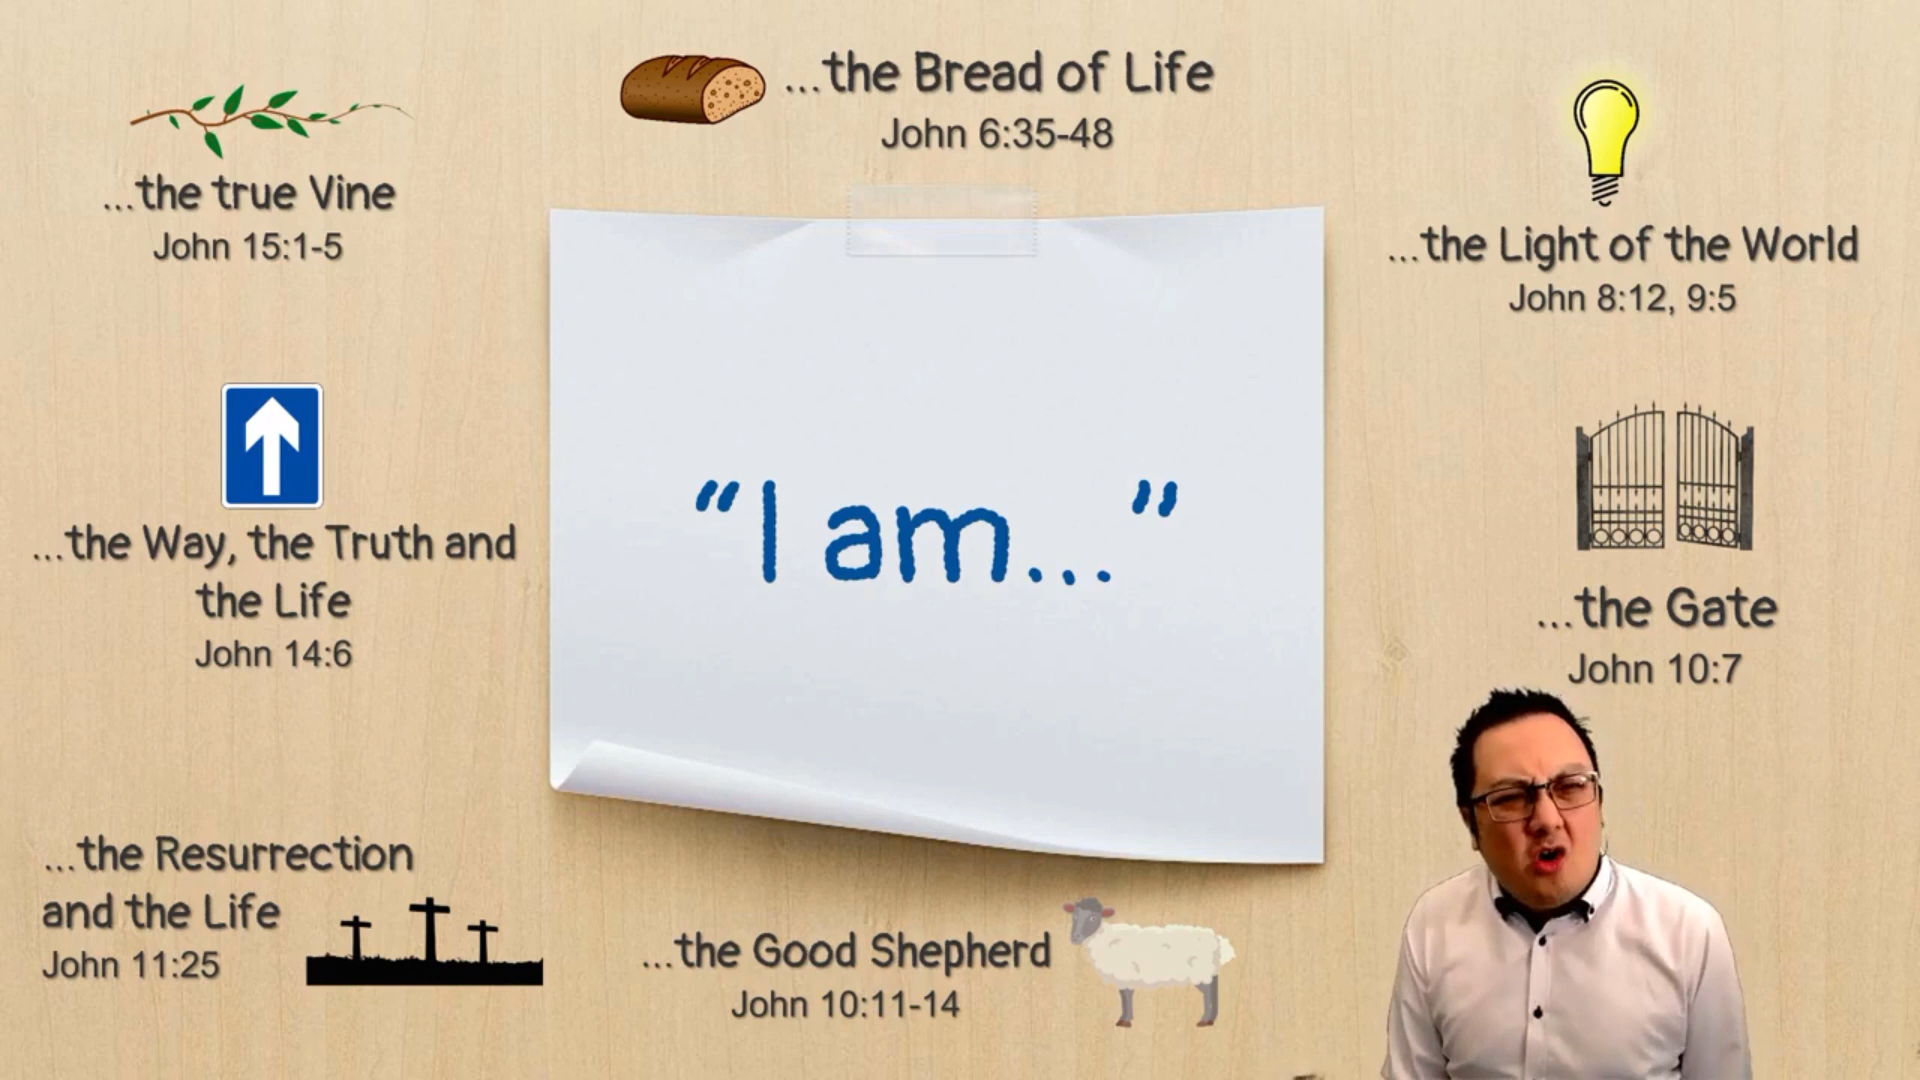 ...the Bread of Life
John 6:35-48
...the true Vine
John 15:1-5
...the Light of the World
John 8:12, 9:5
"I am..."
...the Way, the Truth and
the Life
John 14:6
...the Gate
John 10:7
...the Resurrection
and the Life
John 11:25
...the Good Shepherd
John 10:11-14